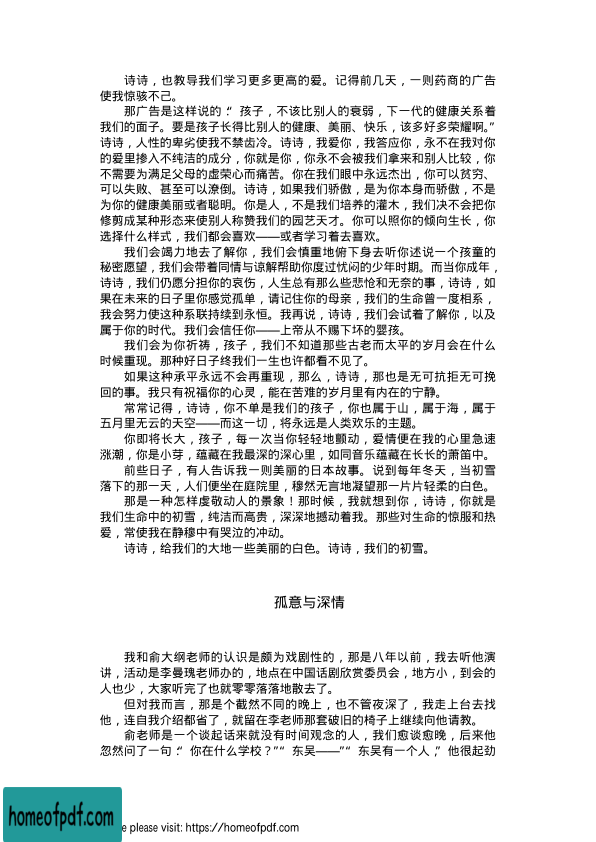 诗诗，也教导我们学习更多更高的爱。记得前几天，一则药商的广告
使我惊骇不已。
那广告是这样说的：“孩子，不该比别人的衰弱，下一代的健康关系着
我们的面子。要是孩子长得比别人的健康、美丽、快乐，该多好多荣耀啊。”
诗诗，人性的卑劣使我不禁齿冷。诗诗，我爱你，我答应你，永不在我对你
的爱里掺入不纯洁的成分，你就是你，你永不会被我们拿来和别人比较，你
不需要为满足父母的虚荣心而痛苦。你在我们眼中永远杰出，你可以贫穷、
可以失败、甚至可以潦倒。诗诗，如果我们骄傲，是为你本身而骄傲，不是
为你的健康美丽或者聪明。你是人，不是我们培养的灌木，我们决不会把你
修剪成某种形态来使别人称赞我们的园艺天才。你可以照你的倾向生长，你
选择什么样式，我们都会喜欢——或者学习着去喜欢。
我们会竭力地去了解你，我们会慎重地俯下身去听你述说一个孩童的
秘密愿望，我们会带着同情与谅解帮助你度过忧闷的少年时期。而当你成年，
诗诗，我们仍愿分担你的哀伤，人生总有那么些悲怆和无奈的事，诗诗，如
果在未来的日子里你感觉孤单，请记住你的母亲，我们的生命曾一度相系，
我会努力使这种系联持续到永恒。我再说，诗诗，我们会试着了解你，以及
属于你的时代。我们会信任你——上帝从不赐下坏的婴孩。
我们会为你祈祷，孩子，我们不知道那些古老而太平的岁月会在什么
时候重现。那种好日子终我们一生也许都看不见了。
如果这种承平永远不会再重现，那么，诗诗，那也是无可抗拒无可挽
回的事。我只有祝福你的心灵，能在苦难的岁月里有内在的宁静。
常常记得，诗诗，你不单是我们的孩子，你也属于山，属于海，属于
五月里无云的天空——而这一切，将永远是人类欢乐的主题。
你即将长大，孩子，每一次当你轻轻地颤动，爱情便在我的心里急速
涨潮，你是小芽，蕴藏在我最深的深心里，如同音乐蕴藏在长长的萧笛中。
前些日子，有人告诉我一则美丽的日本故事。说到每年冬天，当初雪
落下的那一天，人们便坐在庭院里，穆然无言地凝望那一片片轻柔的白色。
那是一种怎样虔敬动人的景象！那时候，我就想到你，诗诗，你就是
我们生命中的初雪，纯洁而高贵，深深地撼动着我。那些对生命的惊服和热
爱，常使我在静穆中有哭泣的冲动。
诗诗，给我们的大地一些美丽的白色。诗诗，我们的初雪。
孤意与深情
我和俞大纲老师的认识是颇为戏剧性的，那是八年以前，我去听他演
讲，活动是李曼瑰老师办的，地点在中国话剧欣赏委员会，地方小，到会的
人也少，大家听完了也就零零落落地散去了。
但对我而言，那是个截然不同的晚上，也不管夜深了，我走上台去找
他，连自我介绍都省了，就留在李老师那套破旧的椅子上继续向他请教。
俞老师是一个谈起话来就没有时间观念的人，我们愈谈愈晚，后来他
忽然问了一句：“你在什么学校？”“东吴——”“东吴有一个人，”他很起劲
homeofpdf.com
e please visit: https://homeofpdf.com